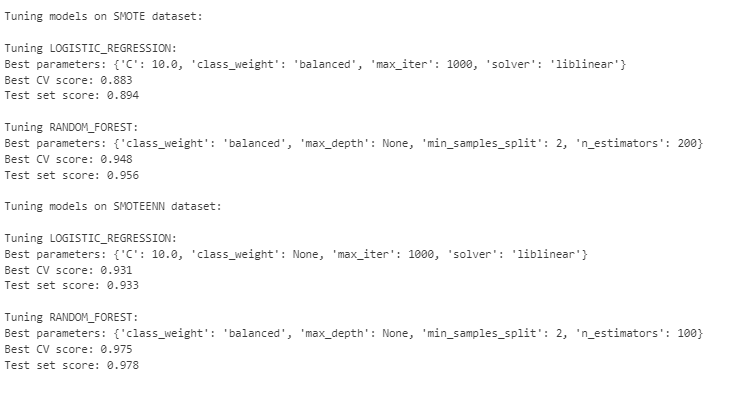 Tuning models on SMOTE dataset:
Tuning LOGISTIC_REGRESSION:
Best parameters: {'C': 10.0, 'class_weight': 'balanced', 'max_iter': 1000, 'solver': 'liblinear'}
Best CV score: 0.883
Test set score: 0.894
Tuning RANDOM_FOREST:
Best parameters: {'class_weight': 'balanced', 'max_depth': None, 'min_samples_split': 2, 'n_estimators': 200}
Best CV score: 0.948
Test set score: 0.956
Tuning models on SMOTEENN dataset:
Tuning LOGISTIC_REGRESSION:
Best parameters: {'C': 10.0, 'class_weight': None, 'max_iter': 1000, 'solver': 'liblinear'}
Best CV score: 0.931
Test set score: 0.933
Tuning RANDOM_FOREST:
Best parameters: {'class_weight': 'balanced', 'max_depth': None, 'min_samples_split': 2, 'n_estimators': 100}
Best CV score: 0.975
Test set score: 0.978